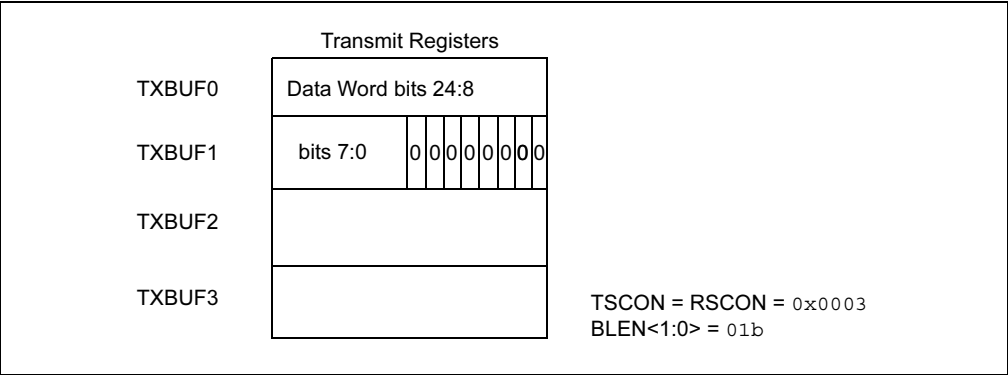 Transmit Registers
TXBUF0 Data Word bits 24:8
TXBUF1 bits 7:0 0 0 0 0 0 0 0 0
TXBUF2
TXBUF3
TSCON = RSCON = 0x0003
BLEN<1:0> = 01b